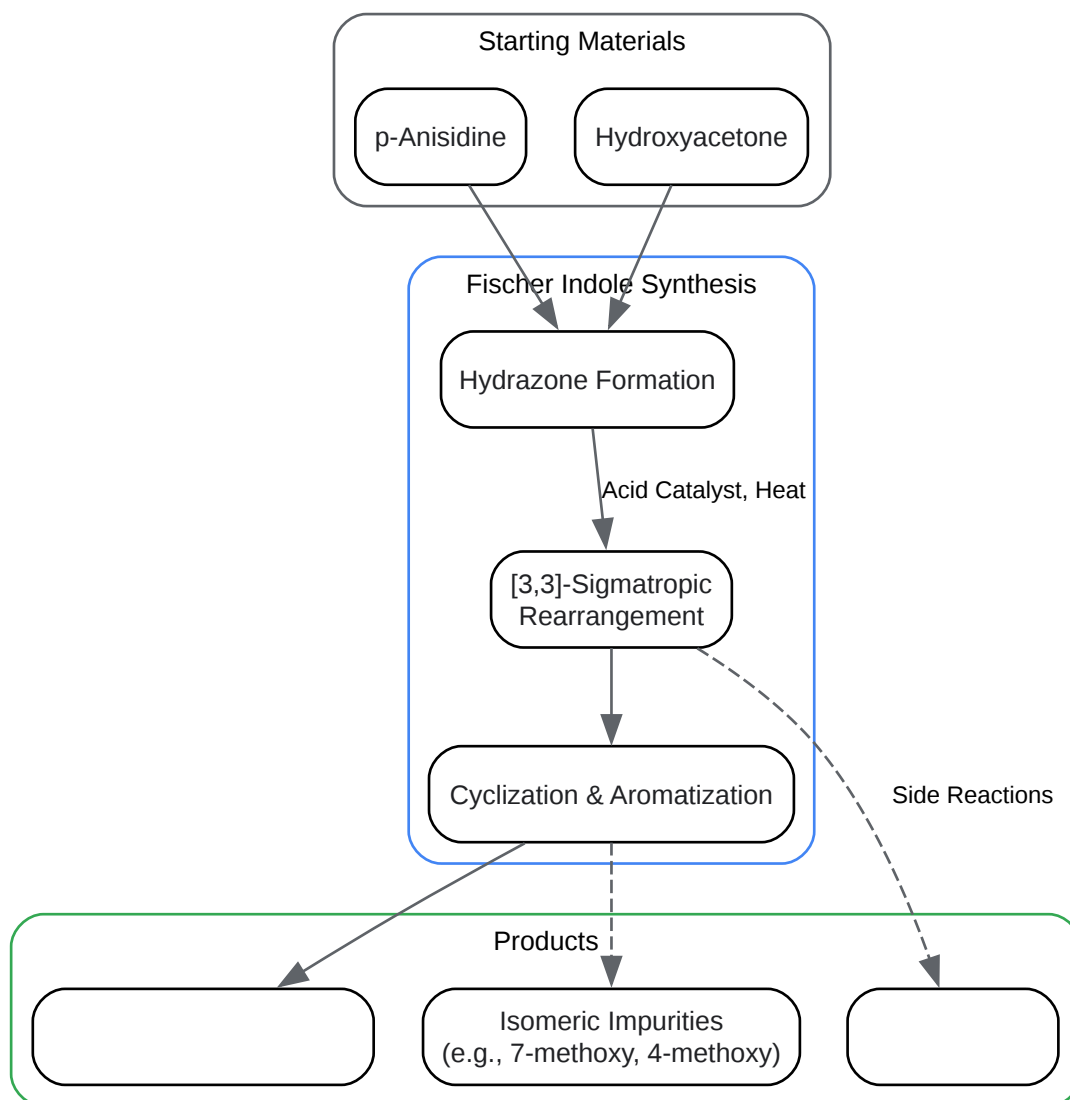 Starting Materials
p-Anisidine
Hydroxyacetone
Fischer Indole Synthesis
Hydrazone Formation
Acid Catalyst, Heat
[3,3]-Sigmatropic
Rearrangement
Cyclization & Aromatization
Side Reactions
Products
Isomeric Impurities
(e.g., 7-methoxy, 4-methoxy)